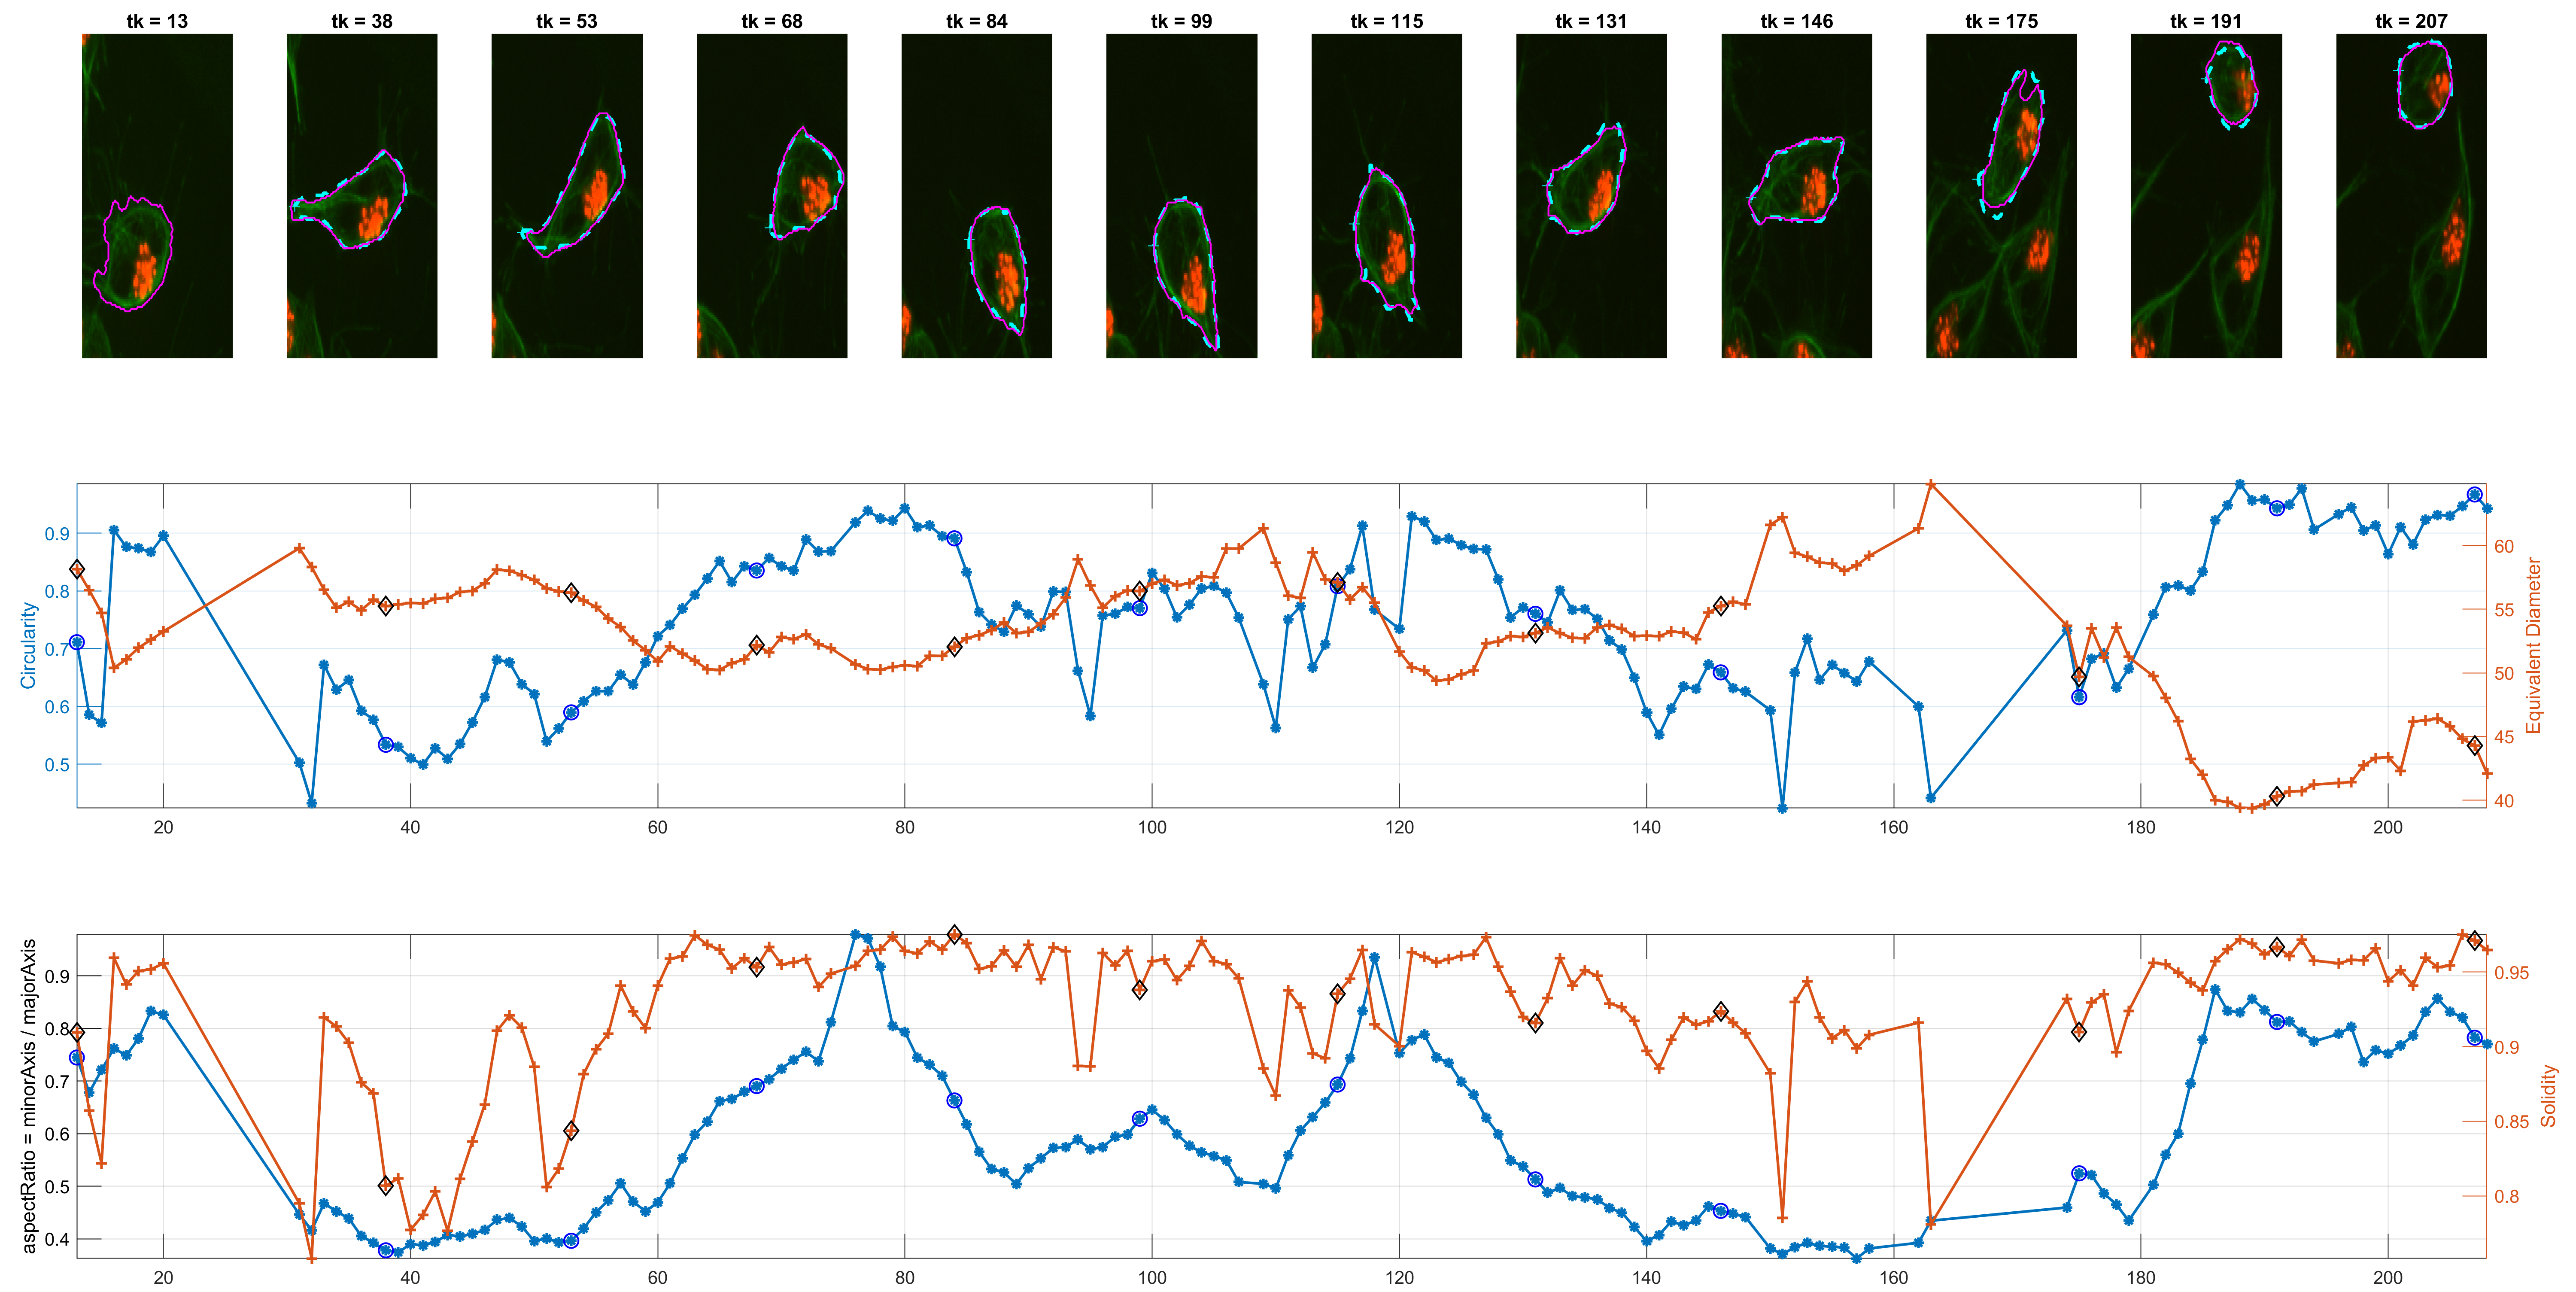 tk = 13 tk = 38 tk = 53 tk = 68 tk = 84 tk = 99 tk = 115 tk = 131 tk = 146 tk = 175 tk = 191 tk = 207
Circularity
0.9
0.8
0.7
0.6
0.5
60
55
50
45
40
Equivalent Diameter
20 40 60 80 100 120 140 160 180 200
aspectRatio = minorAxis / majorAxis
0.9
0.8
0.7
0.6
0.5
0.4
0.95
0.9
0.85
0.8
Solidity
20 40 60 80 100 120 140 160 180 200